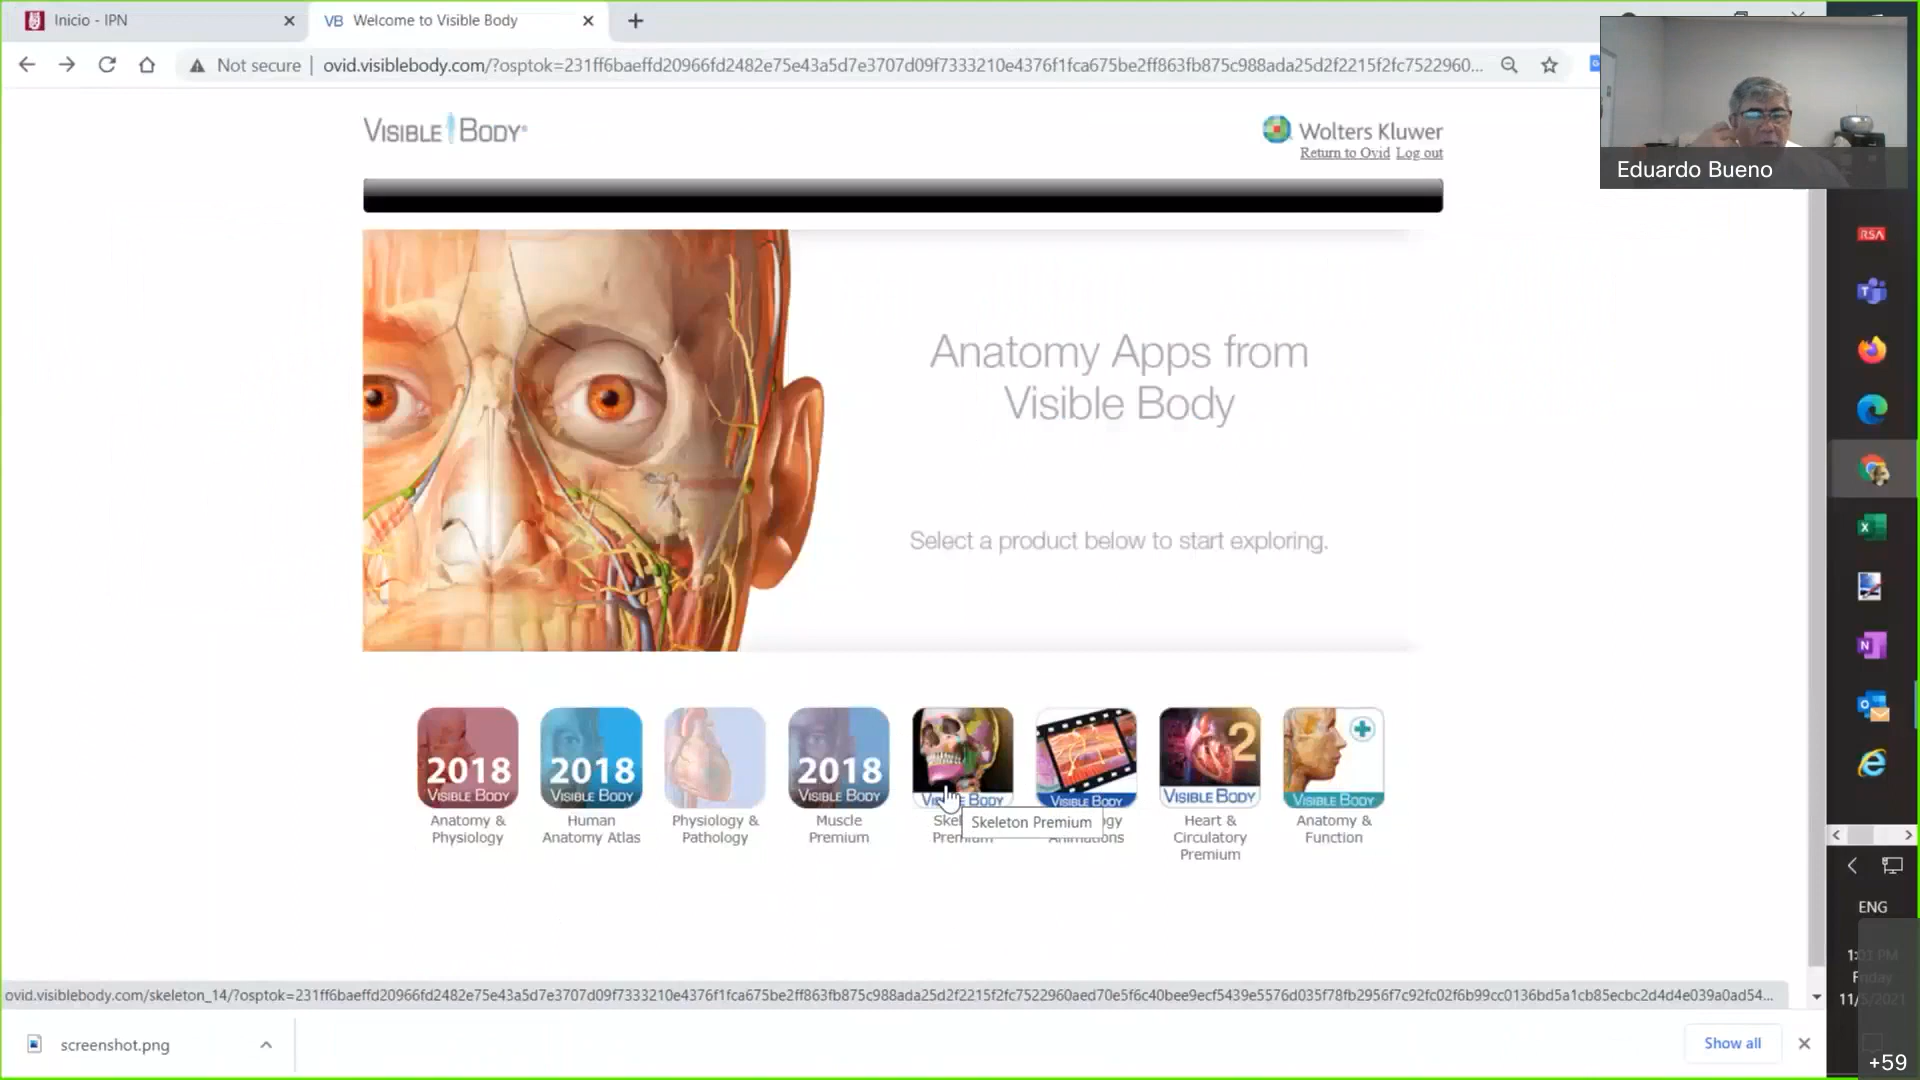 Inicio - IPN
VB Welcome to Visible Body
Not secure
ovid.visiblebody.com/?osptok=231ff6baeffd20966fd2482e75e43a5d7e3707d09f7333210e4376f1fca675be2ff863fb875c988ada25d2f2215f2fc7522960...
Eduardo Bueno
VISIBLE BODY®
Wolters Kluwer
Return to Ovid Log out
RSA
Anatomy Apps from
Visible Body
Select a product below to start exploring.
2018
VISIBLE BODY
Anatomy &
Physiology
2018
VISIBLE BODY
Human
Anatomy Atlas
Physiology &
Pathology
2018
VISIBLE BODY
Muscle
Premium
Skeleton Premium
VISIBLE BODY
2
VISIBLE BODY
Heart &
Circulatory
Premium
VISIBLE BODY
Anatomy &
Function
ENG
ovid.visiblebody.com/skeleton_14/?osptok=231ff6baeffd20966fd2482e75e43a5d7e3707d09f7333210e4376f1fca675be2ff863fb875c988ada25d2f2215f2fc7522960aed70e5f6c40bee9ecf5439e5576d035f78fb2956f7c92fc02f6b99cc0136bd5a1cb85ecbc2d4d4e039a0ad54...
screenshot.png
Show all
+59